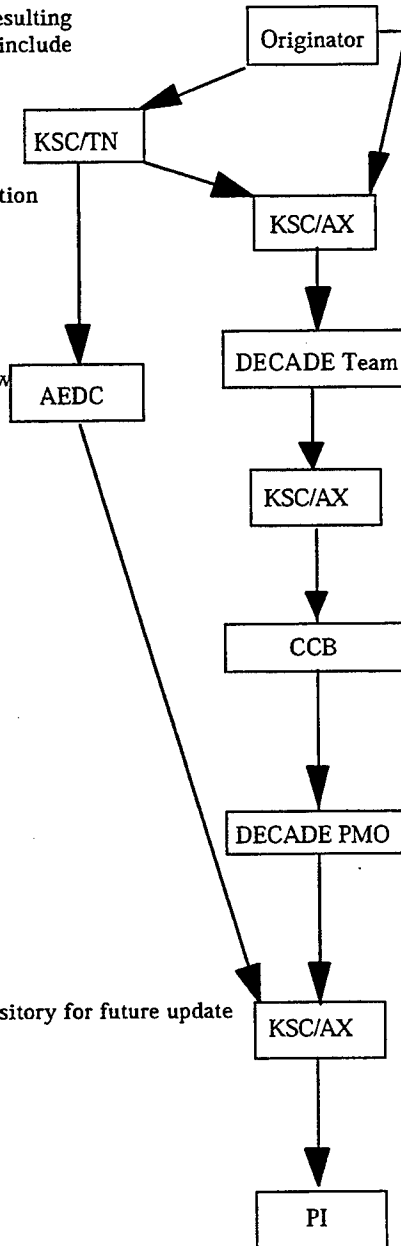 esulting
include
Originator
KSC/TN
tion
KSC/AX
DECADE Team
w
AEDC
KSC/AX
CCB
DECADE PMO
sitory for future update
KSC/AX
PI